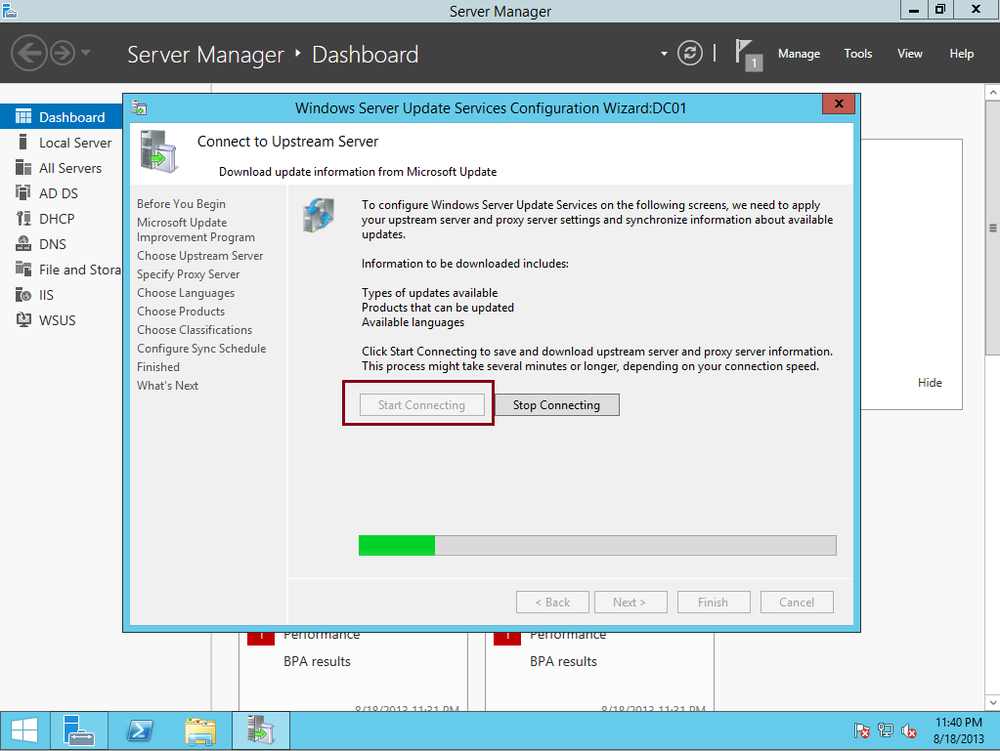 Server Manager
Server Manager • Dashboard
1
Manage
Tools
View
Help
Dashboard
Local Server
All Servers
AD DS
DHCP
DNS
File and Stora
IIS
WSUS
Windows Server Update Services Configuration Wizard:DC01
x
Connect to Upstream Server
Download update information from Microsoft Update
Before You Begin
Microsoft Update
Improvement Program
Choose Upstream Server
Specify Proxy Server
Choose Languages
Choose Products
Choose Classifications
Configure Sync Schedule
Finished
What's Next
To configure Windows Server Update Services on the following screens, we need to apply
your upstream server and proxy server settings and synchronize information about available
updates.
Information to be downloaded includes:
Types of updates available
Products that can be updated
Available languages
Click Start Connecting to save and download upstream server and proxy server information.
This process might take several minutes or longer, depending on your connection speed.
Start Connecting
Stop Connecting
< Back
Next >
Finish
Cancel
Hide
1 Performance
BPA results
8/18/2013 11:31 PM
1 Performance
BPA results
8/18/2013 11:31 PM
11:40 PM
8/18/2013